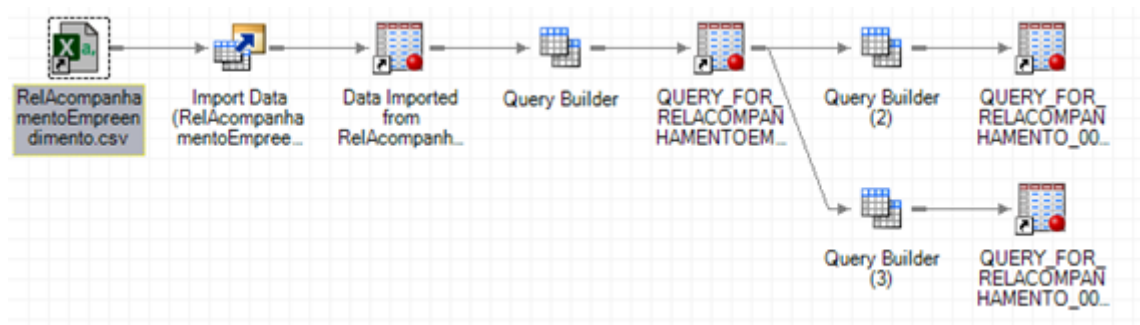 RelAcompanha
mentoEmpreen
dimento.csv
Import Data
(RelAcompanha
mentoEmpree...
Data Imported
from
RelAcompanh...
Query Builder
QUERY_FOR_
RELACOMPAN
HAMENTOEM...
Query Builder
(2)
QUERY_FOR_
RELACOMPAN
HAMENTO_00...
Query Builder
(3)
QUERY_FOR_
RELACOMPAN
HAMENTO_00...